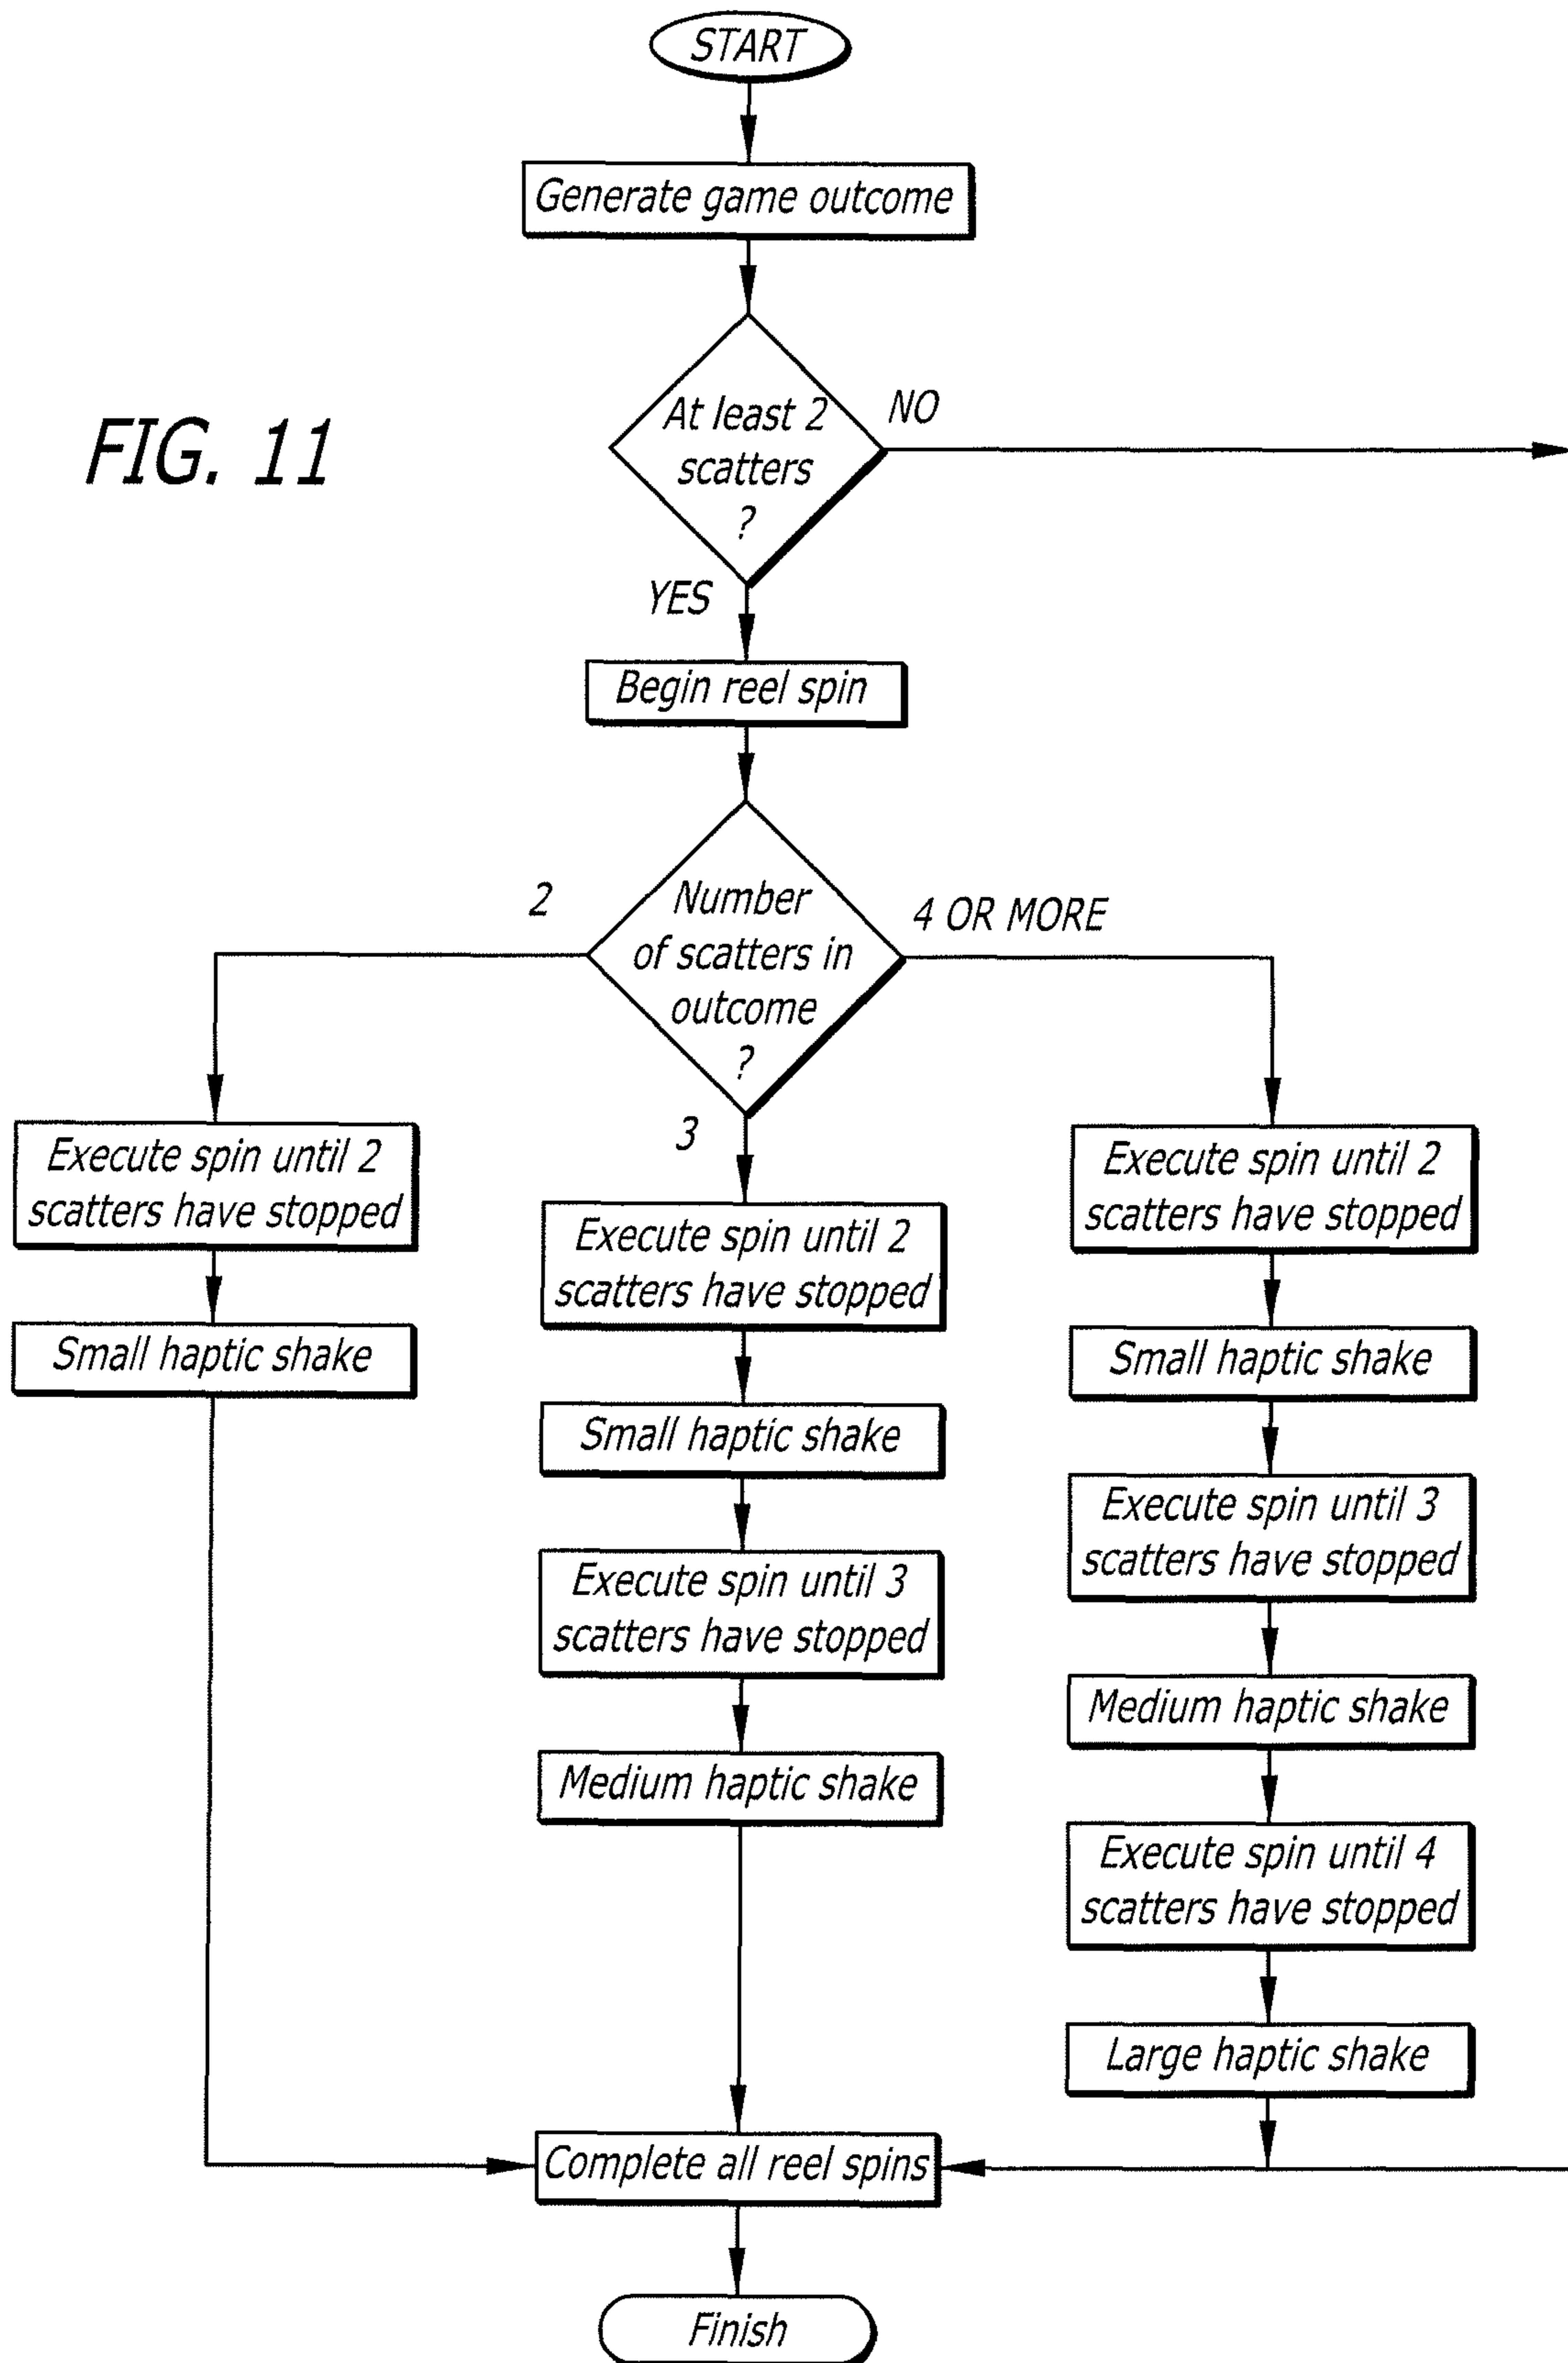 START
Generate game outcome
FIG. 11
At least 2
scatters
?
NO
YES
Begin reel spin
Number
of scatters in
outcome
?
2
4 OR MORE
3
Execute spin until 2
scatters have stopped
Small haptic shake
Execute spin until 2
scatters have stopped
Small haptic shake
Execute spin until 3
scatters have stopped
Medium haptic shake
Execute spin until 2
scatters have stopped
Small haptic shake
Execute spin until 3
scatters have stopped
Medium haptic shake
Execute spin until 4
scatters have stopped
Large haptic shake
Complete all reel spins
Finish